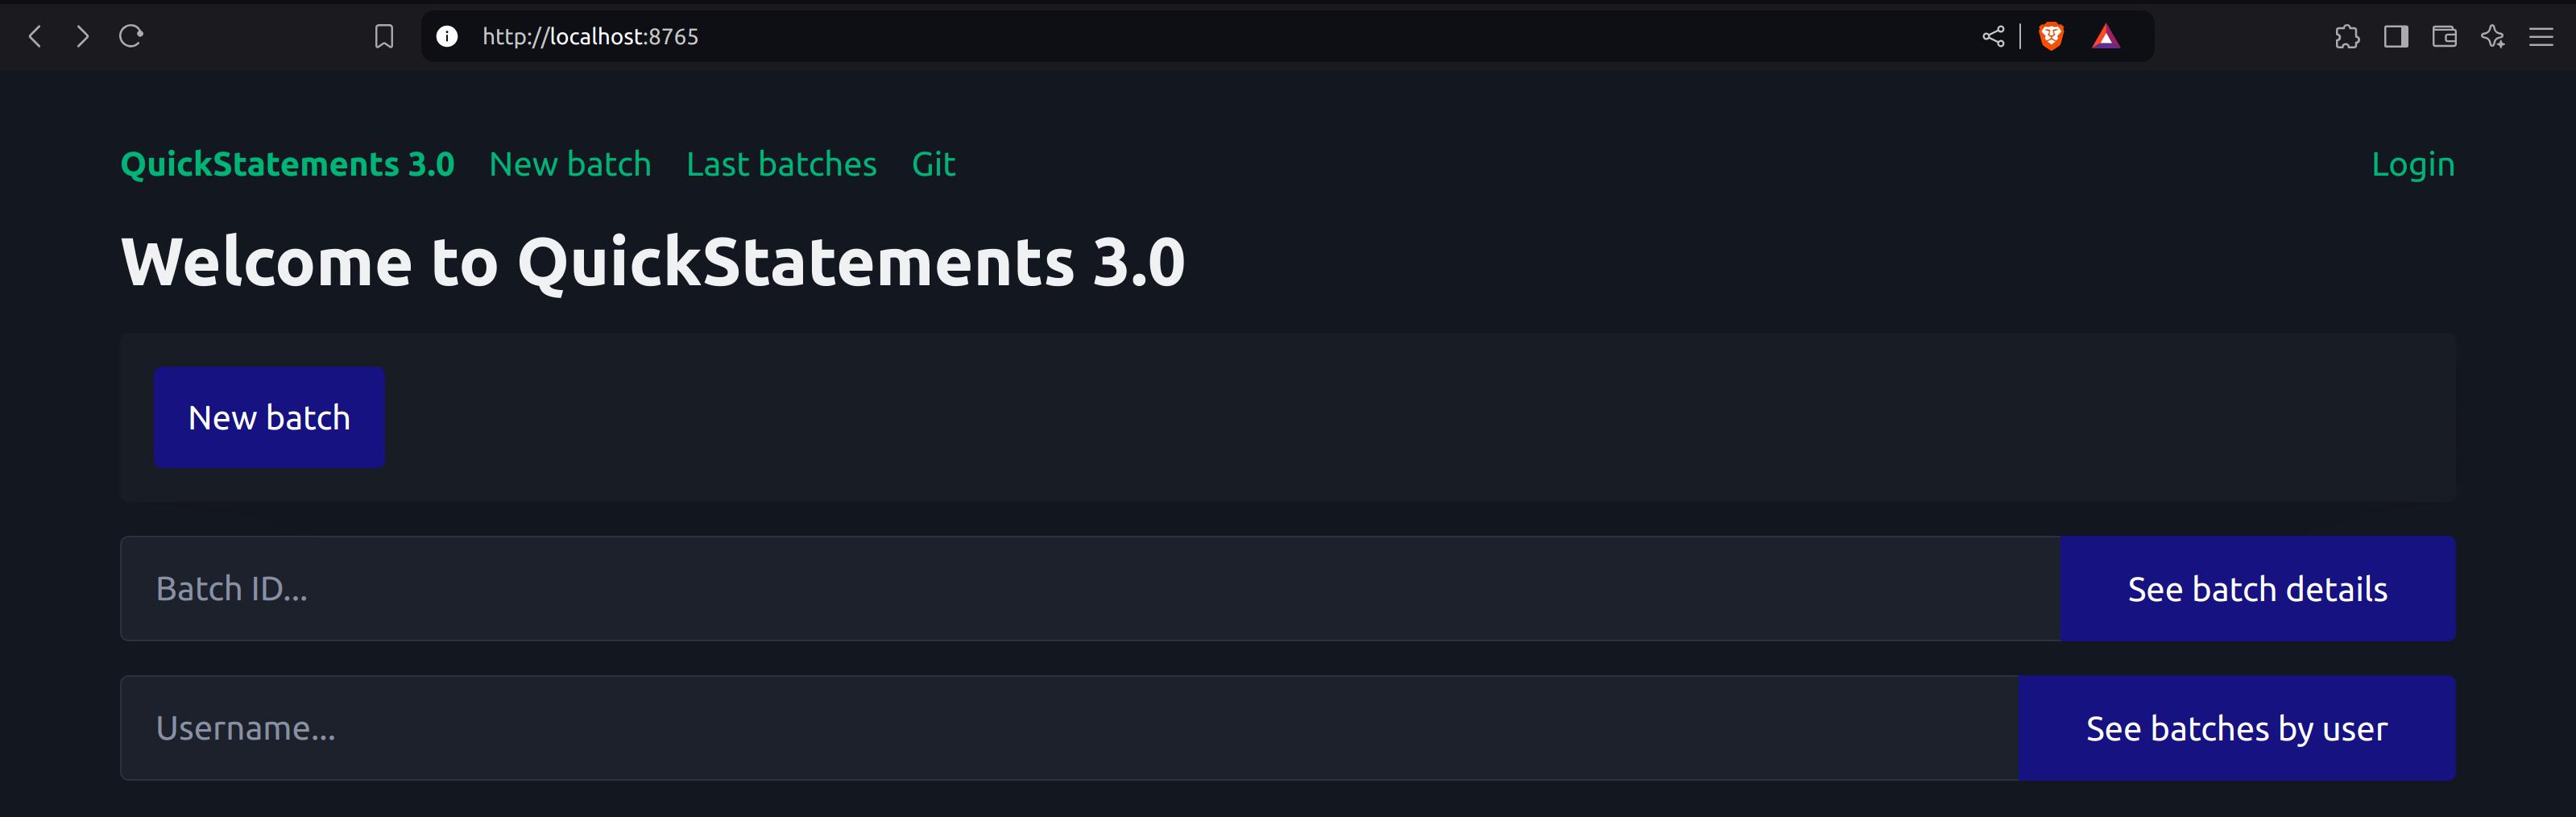 http://localhost:8765
QuickStatements 3.0 New batch Last batches Git Login
Welcome to QuickStatements 3.0
New batch
Batch ID... See batch details
Username... See batches by user